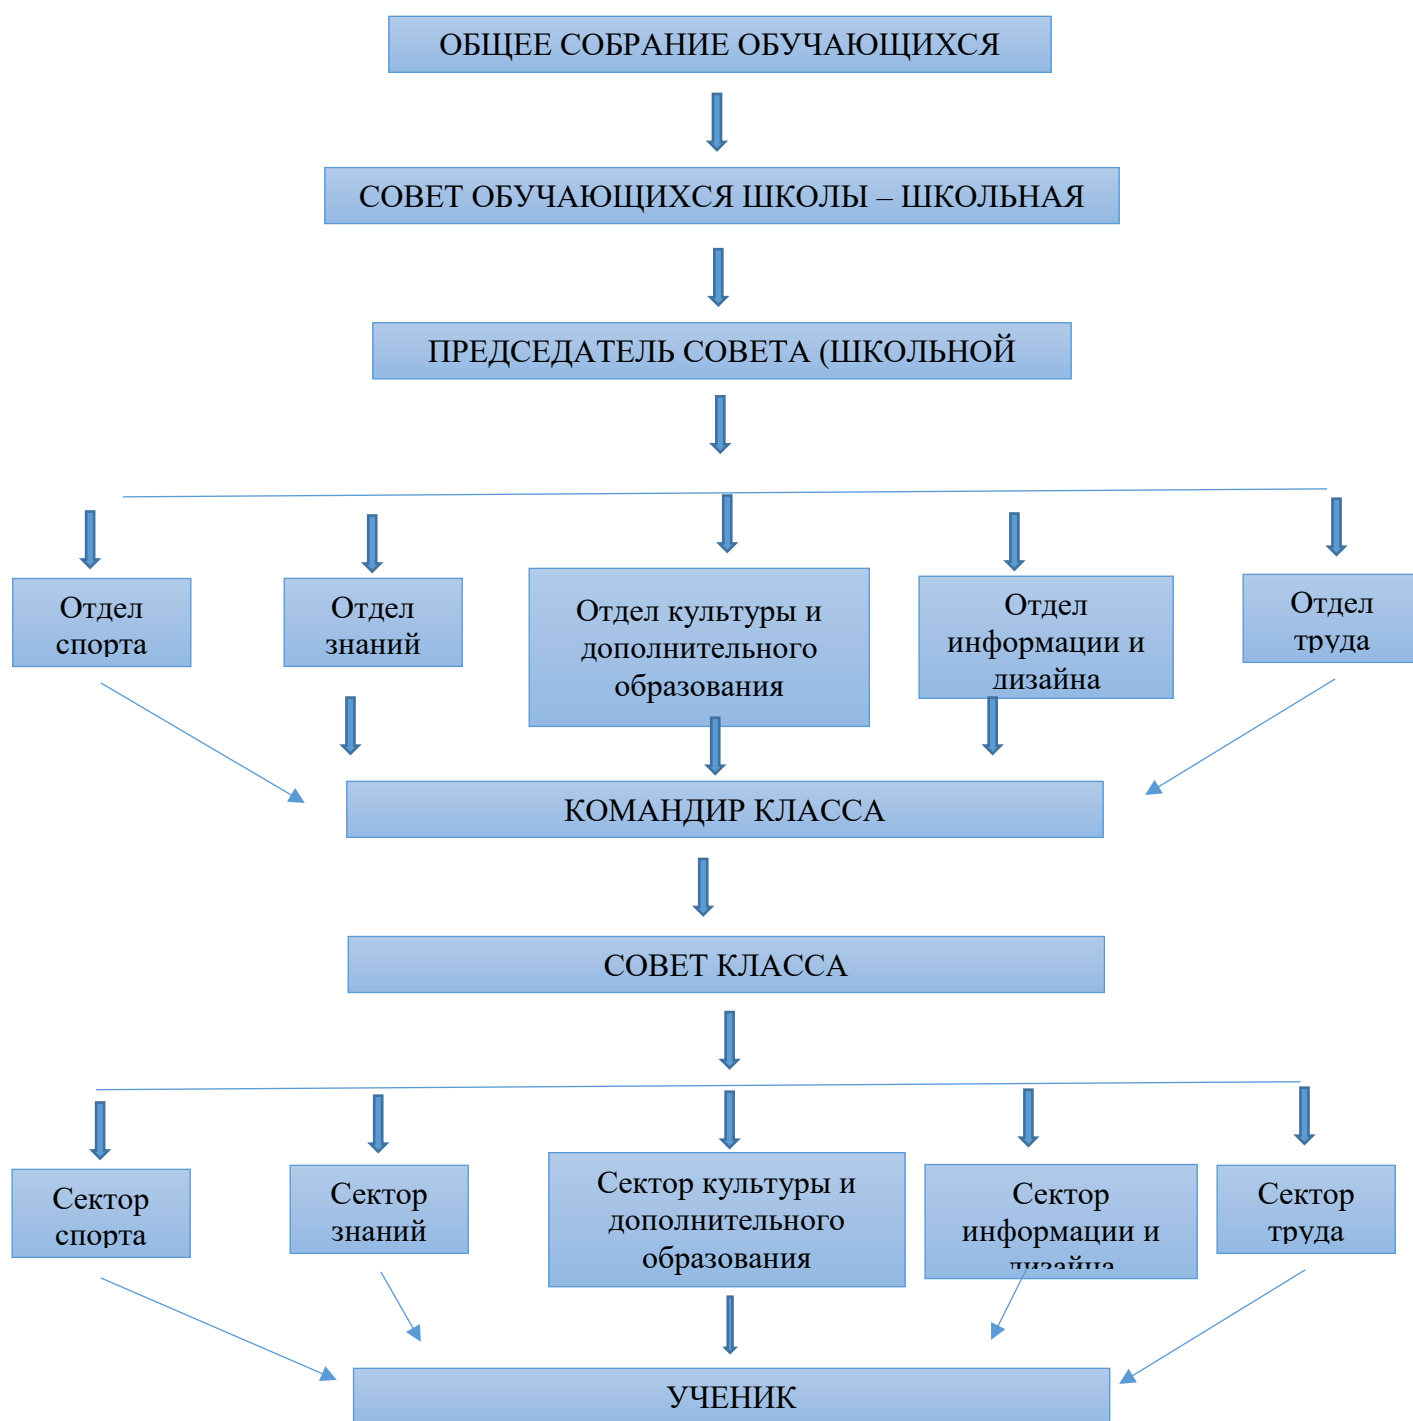 ОБЩЕЕ СОБРАНИЕ ОБУЧАЮЩИХСЯ
СОВЕТ ОБУЧАЮЩИХСЯ ШКОЛЫ – ШКОЛЬНАЯ
ПРЕДСЕДАТЕЛЬ СОВЕТА (ШКОЛЬНОЙ
Отдел
спорта
Отдел
знаний
Отдел культуры и
дополнительного
образования
Отдел
информации и
дизайна
Отдел
труда
КОМАНДИР КЛАССА
СОВЕТ КЛАССА
Сектор
спорта
Сектор
знаний
Сектор культуры и
дополнительного
образования
Сектор
информации и
дизайна
Сектор
труда
УЧЕНИК